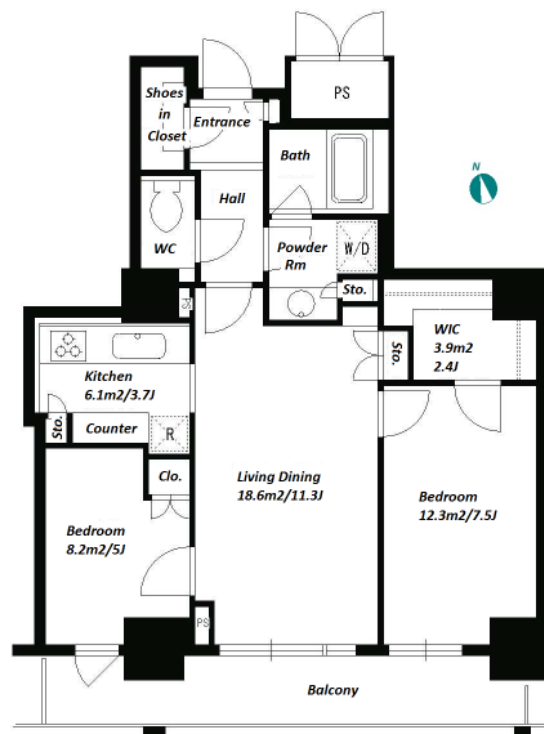 PS
Shoes
in
Closet
Entrance
Bath
N
Hall
WC
Powder
Rm
W/D
Sto.
PS
WIC
3.9m2
2.4J
Sto.
Kitchen
6.1m2/3.7J
Sto.
Counter
R
Clo.
Living Dining
18.6m2/11.3J
Bedroom
12.3m2/7.5J
Bedroom
8.2m2/5J
PS
Balcony